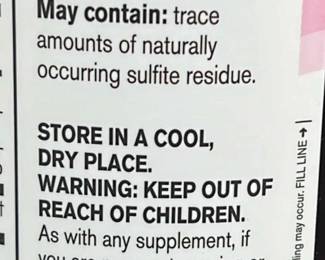 May contain: trace
amounts of naturally
occurring sulfite residue.
STORE IN A COOL,
DRY PLACE.
WARNING: KEEP OUT OF
REACH OF CHILDREN.
As with any supplement, if
ling may occur. FILL LINE →